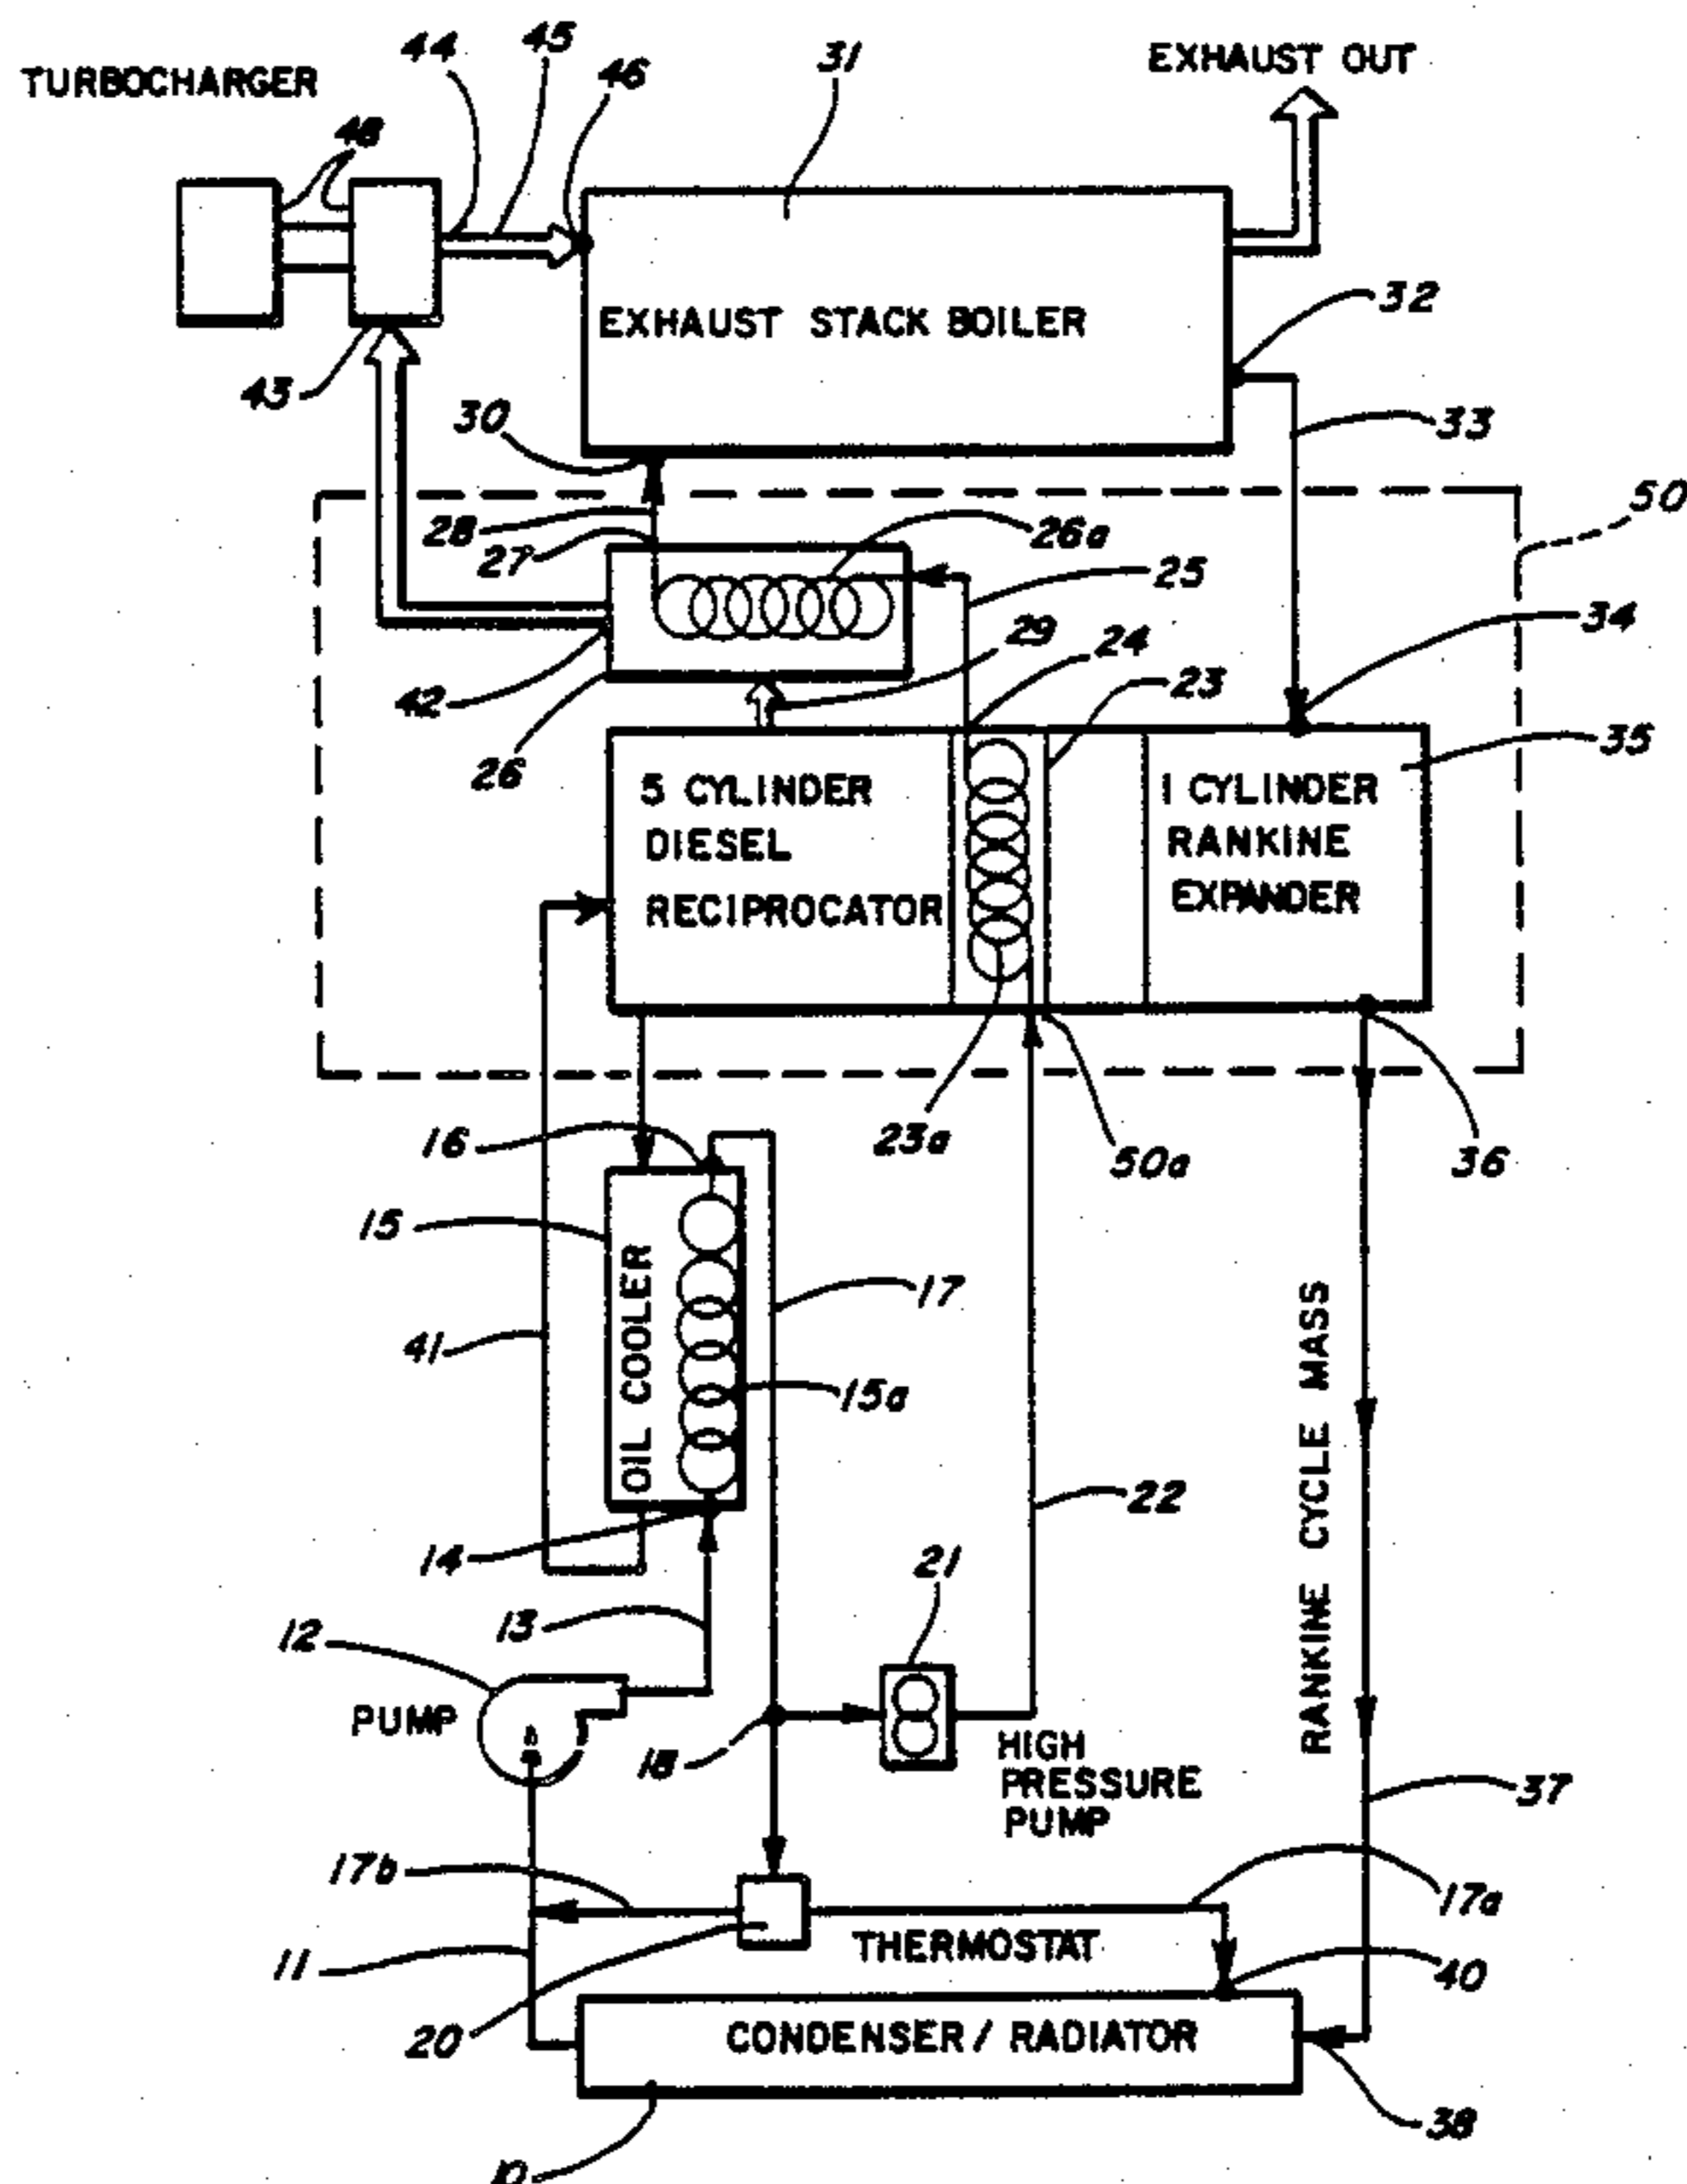 TURBOCHARGER
44
45
46
31
EXHAUST OUT
48
EXHAUST STACK BOILER
32
43
30
33
50
28
27
26a
25
29
24
34
42
23
26
35
5 CYLINDER
DIESEL
RECIPROCATOR
1 CYLINDER
RANKINE
EXPANDER
16
23a
50a
36
15
OIL COOLER
17
41
15a
RANKINE CYCLE MASS
22
14
21
12
13
PUMP
18
HIGH
PRESSURE
PUMP
37
17b
17a
THERMOSTAT
11
40
20
CONDENSER / RADIATOR
38
10